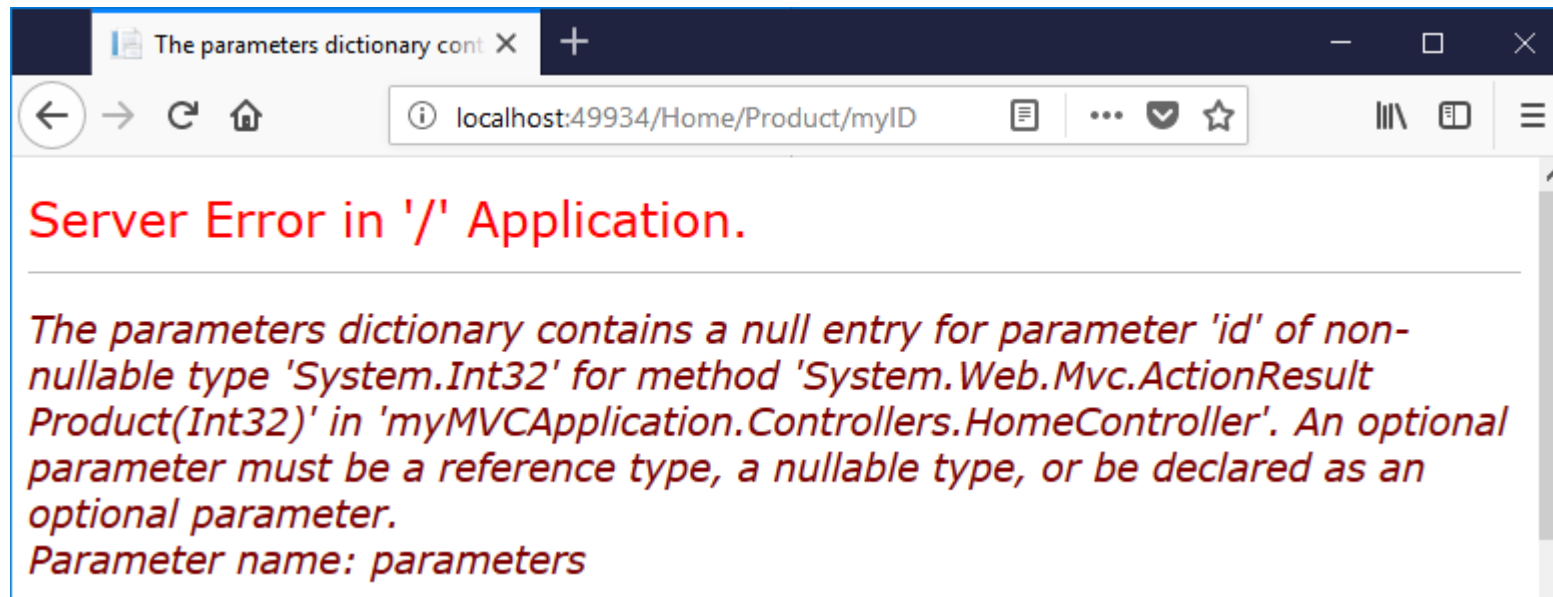 The parameters dictionary cont
localhost:49934/Home/Product/myID
Server Error in '/' Application.
The parameters dictionary contains a null entry for parameter 'id' of non-
nullable type 'System.Int32' for method 'System.Web.Mvc.ActionResult
Product(Int32)' in 'myMVCApplication.Controllers.HomeController'. An optional
parameter must be a reference type, a nullable type, or be declared as an
optional parameter.
Parameter name: parameters